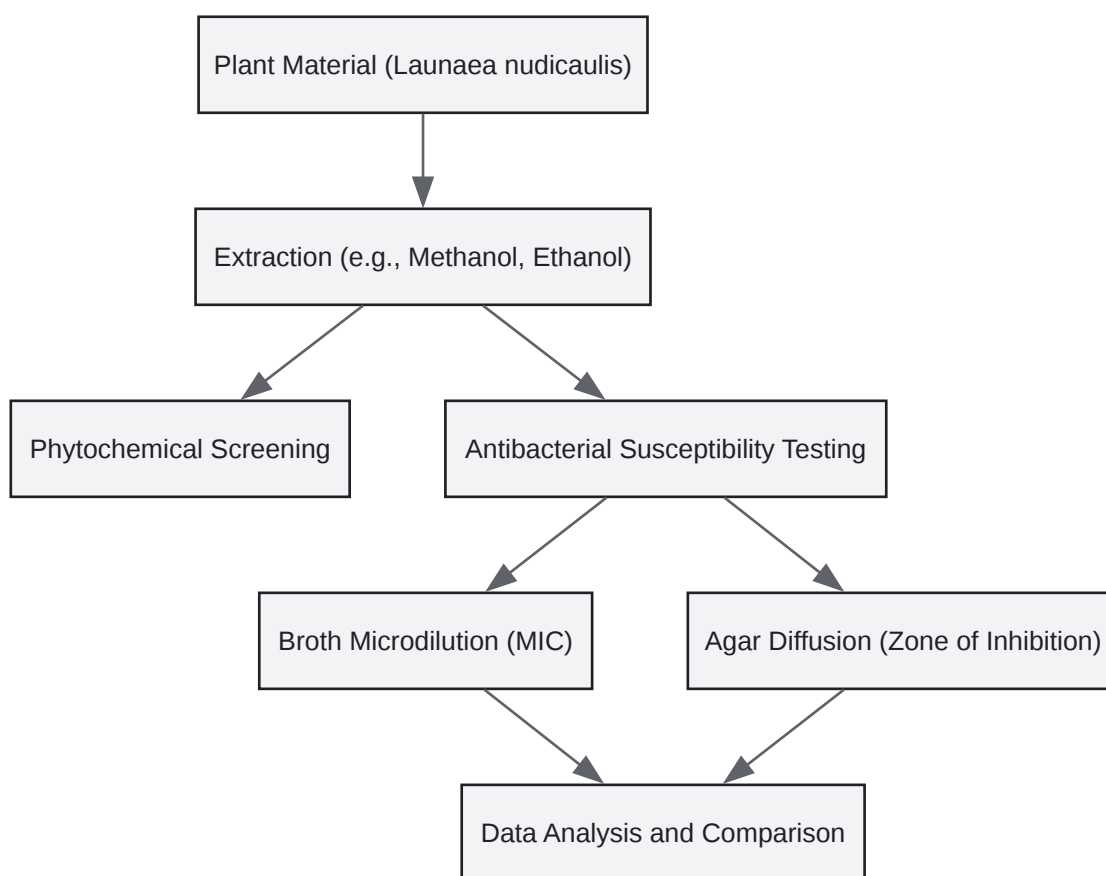 Plant Material (Launaea nudicaulis)
Extraction (e.g., Methanol, Ethanol)
Phytochemical Screening
Antibacterial Susceptibility Testing
Broth Microdilution (MIC)
Agar Diffusion (Zone of Inhibition)
Data Analysis and Comparison